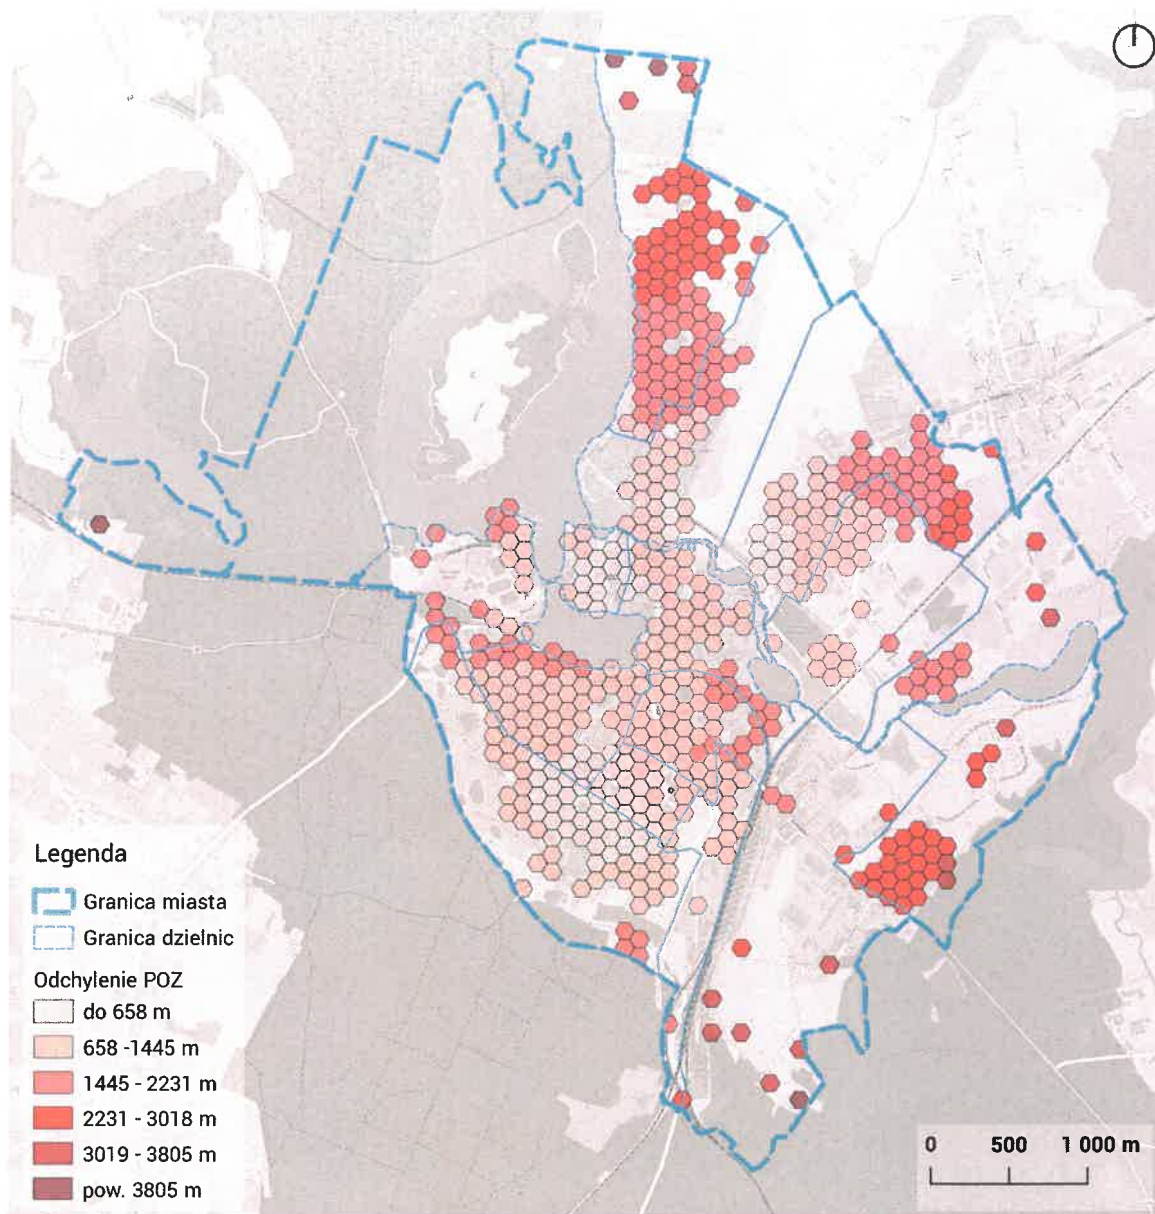 Legenda
Granica miasta
Granica dzielnic
Odchylenie POZ
do 658 m
658 -1445 m
1445 - 2231 m
2231 - 3018 m
3019 - 3805 m
pow. 3805 m
0 500 1 000 m